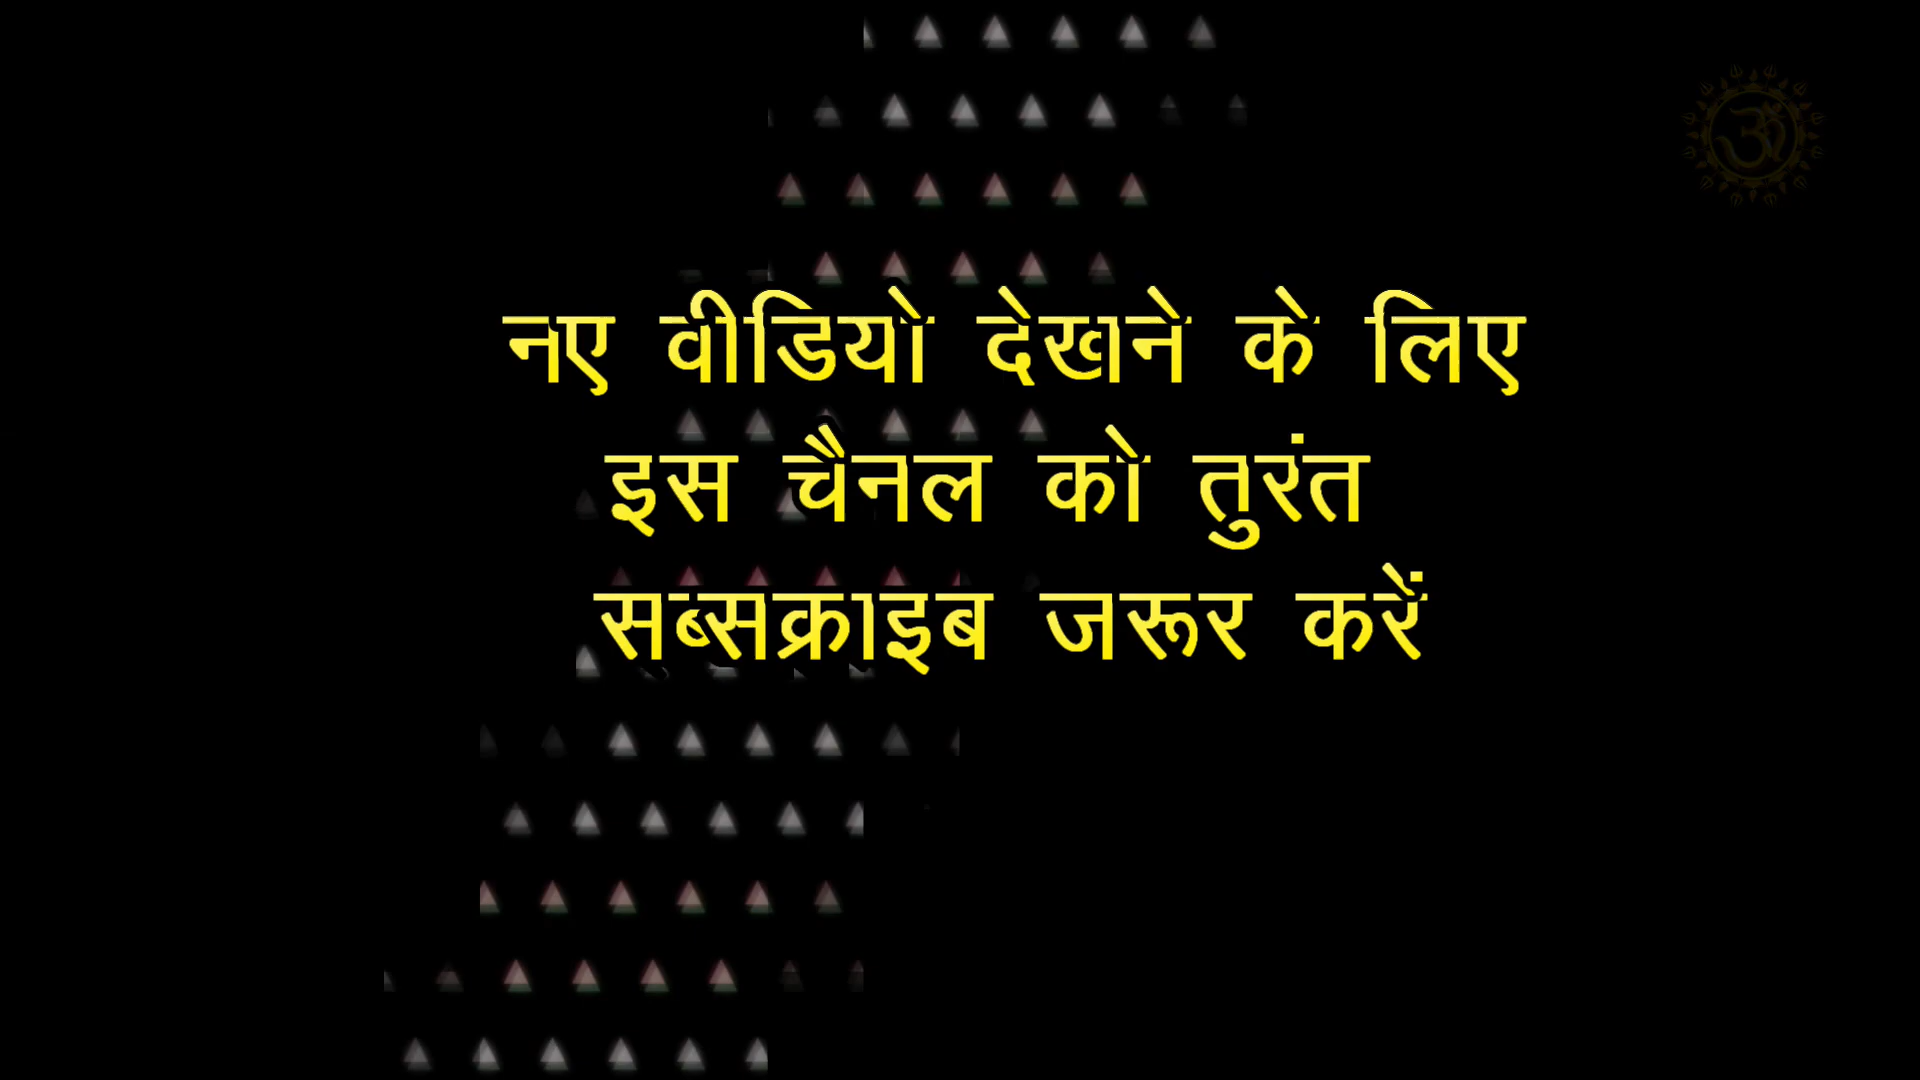 नए वीडियो देखने के लिए
इस चैनल को तुरंत
सब्सक्राइब जरूर करें
ॐ